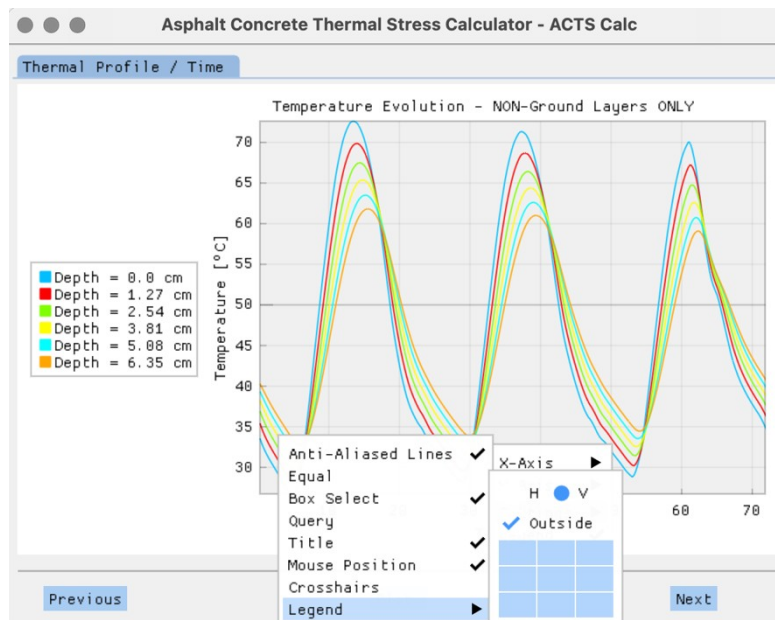 Asphalt Concrete Thermal Stress Calculator - ACTS Calc
Thermal Profile / Time
Temperature Evolution - NON-Ground Layers ONLY
70
65
60
55
50
45
40
35
30
Temperature [°C]
Depth = 0.0 cm
Depth = 1.27 cm
Depth = 2.54 cm
Depth = 3.81 cm
Depth = 5.08 cm
Depth = 6.35 cm
60
70
Anti-Aliased Lines
Equal
Box Select
Query
Title
Mouse Position
Crosshairs
Legend
X-Axis
H V
Outside
Previous
Next